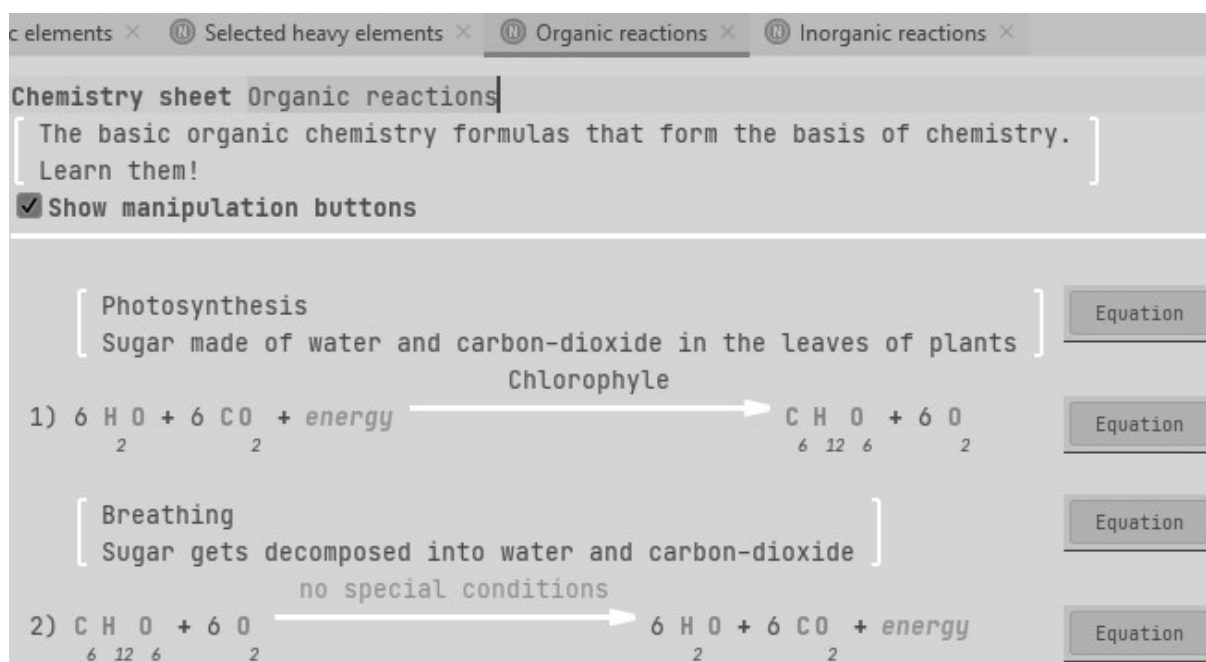 c elements × Selected heavy elements × Organic reactions × Inorganic reactions ×
Chemistry sheet Organic reactions
The basic organic chemistry formulas that form the basis of chemistry.
Learn them!
Show manipulation buttons
Photosynthesis
Equation
Sugar made of water and carbon-dioxide in the leaves of plants
Chlorophyle
1) 6 H₂O + 6 CO₂ + energy C₆H₁₂O₆ + 6 O₂
Equation
Breathing
Equation
Sugar gets decomposed into water and carbon-dioxide
no special conditions
2) C₆H₁₂O₆ + 6 O₂ 6 H₂O + 6 CO₂ + energy
Equation